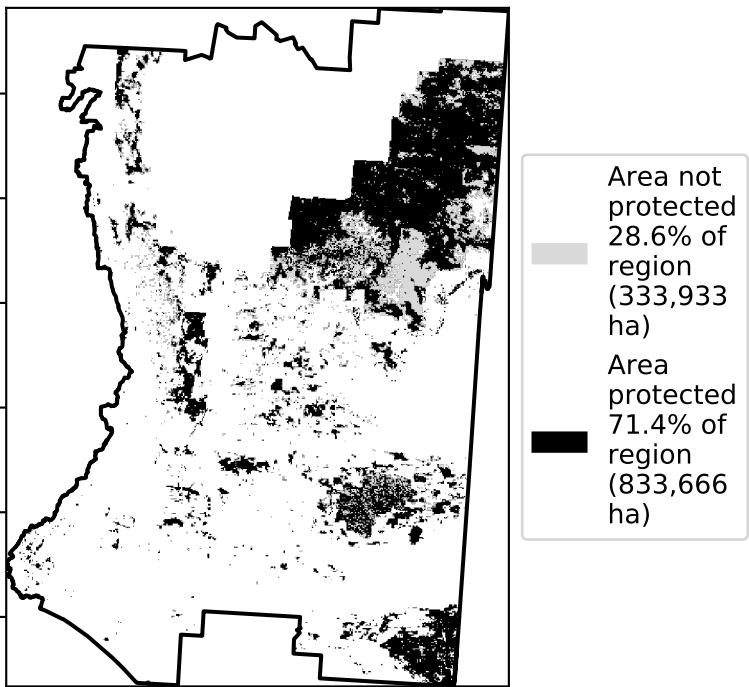 Area not
protected
28.6% of
region
(333,933
ha)
Area
protected
71.4% of
region
(833,666
ha)